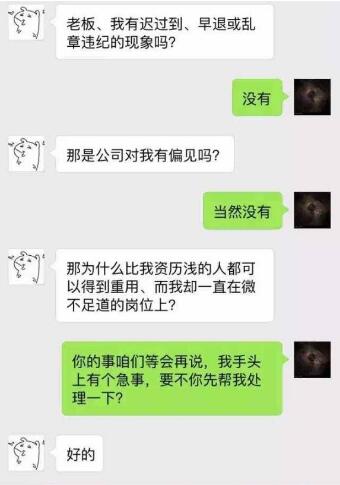 老板、我有迟过到、早退或乱
章违纪的现象吗?
没有
那是公司对我有偏见吗?
当然没有
那为什么比我资历浅的人都可
以得到重用、而我却一直在微
不足道的岗位上?
你的事咱们等会再说，我手头
上有个急事，要不你先帮我处
理一下?
好的